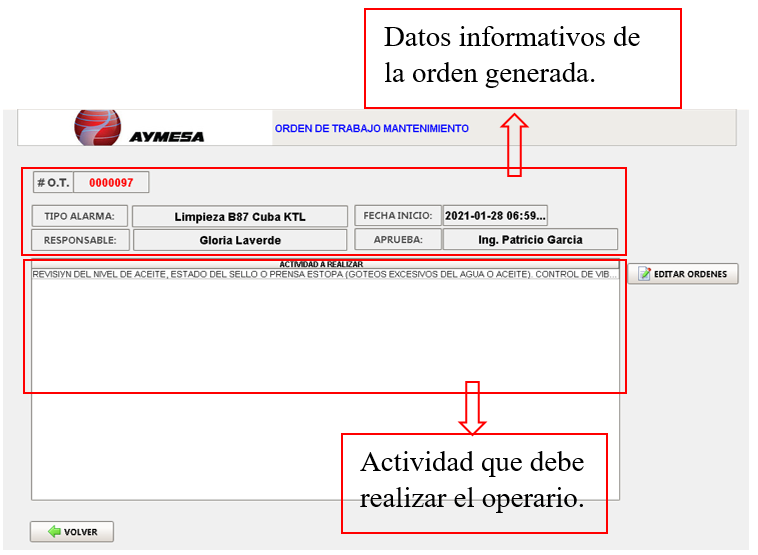 Datos informativos de
la orden generada.
AYMESA
ORDEN DE TRABAJO MANTENIMIENTO
# O.T. 0000097
TIPO ALARMA: Limpieza B87 Cuba KTL FECHA INICIO: 2021-01-28 06:59...
RESPONSABLE: Gloria Laverde APRUEBA: Ing. Patricio Garcia
ACTIVIDAD A REALIZAR
REVISIYN DEL NIVEL DE ACEITE, ESTADO DEL SELLO O PRENSA ESTOPA (GOTEOS EXCESIVOS DEL AGUA O ACEITE). CONTROL DE VIB...
EDITAR ORDENES
Actividad que debe
realizar el operario.
VOLVER